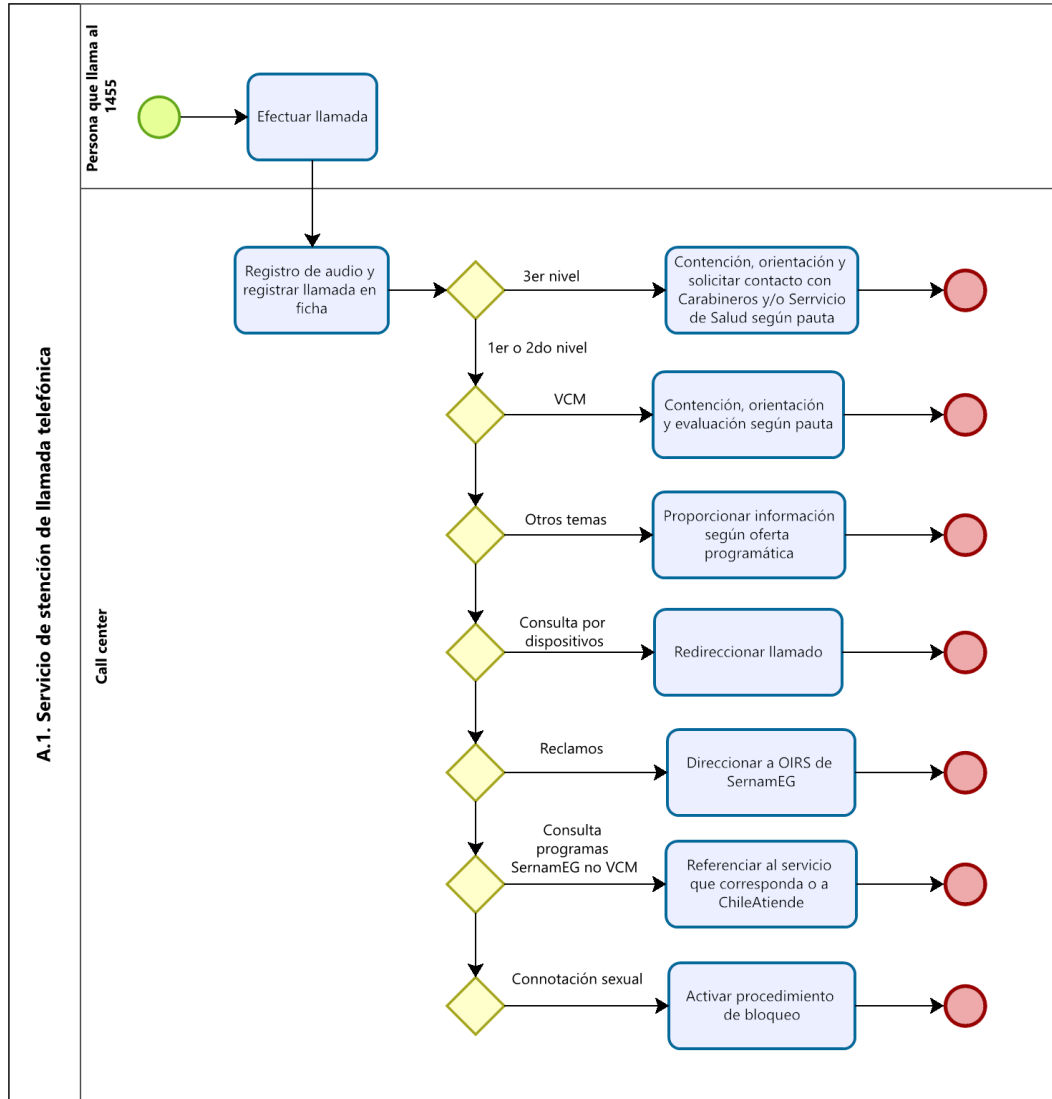 A.1. Servicio de stención de llamada telefónica
Persona que llama al
1455
Efectuar llamada
Call center
Registro de audio y
registrar llamada en
ficha
3er nivel
Contención, orientación y
solicitar contacto con
Carabineros y/o Serrvicio
de Salud según pauta
1er o 2do nivel
VCM
Contención, orientación
y evaluación según pauta
Otros temas
Proporcionar información
según oferta
programática
Consulta por
dispositivos
Redireccionar llamado
Reclamos
Direccionar a OIRS de
SernamEG
Consulta
programas
SernamEG no VCM
Referenciar al servicio
que corresponda o a
ChileAtiende
Connotación sexual
Activar procedimiento
de bloqueo